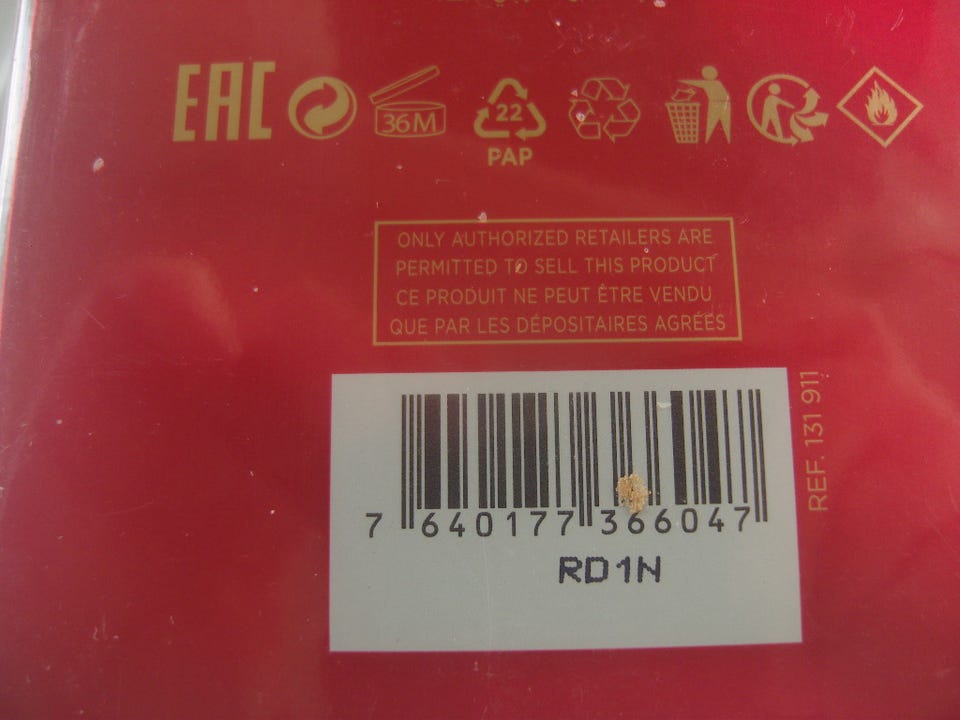 EAC
36M
22
PAP
ONLY AUTHORIZED RETAILERS ARE
PERMITTED TO SELL THIS PRODUCT
CE PRODUIT NE PEUT ÊTRE VENDU
QUE PAR LES DÉPOSITAIRES AGRÉÉS
REF. 131 911
7 640177 366047
RD1N